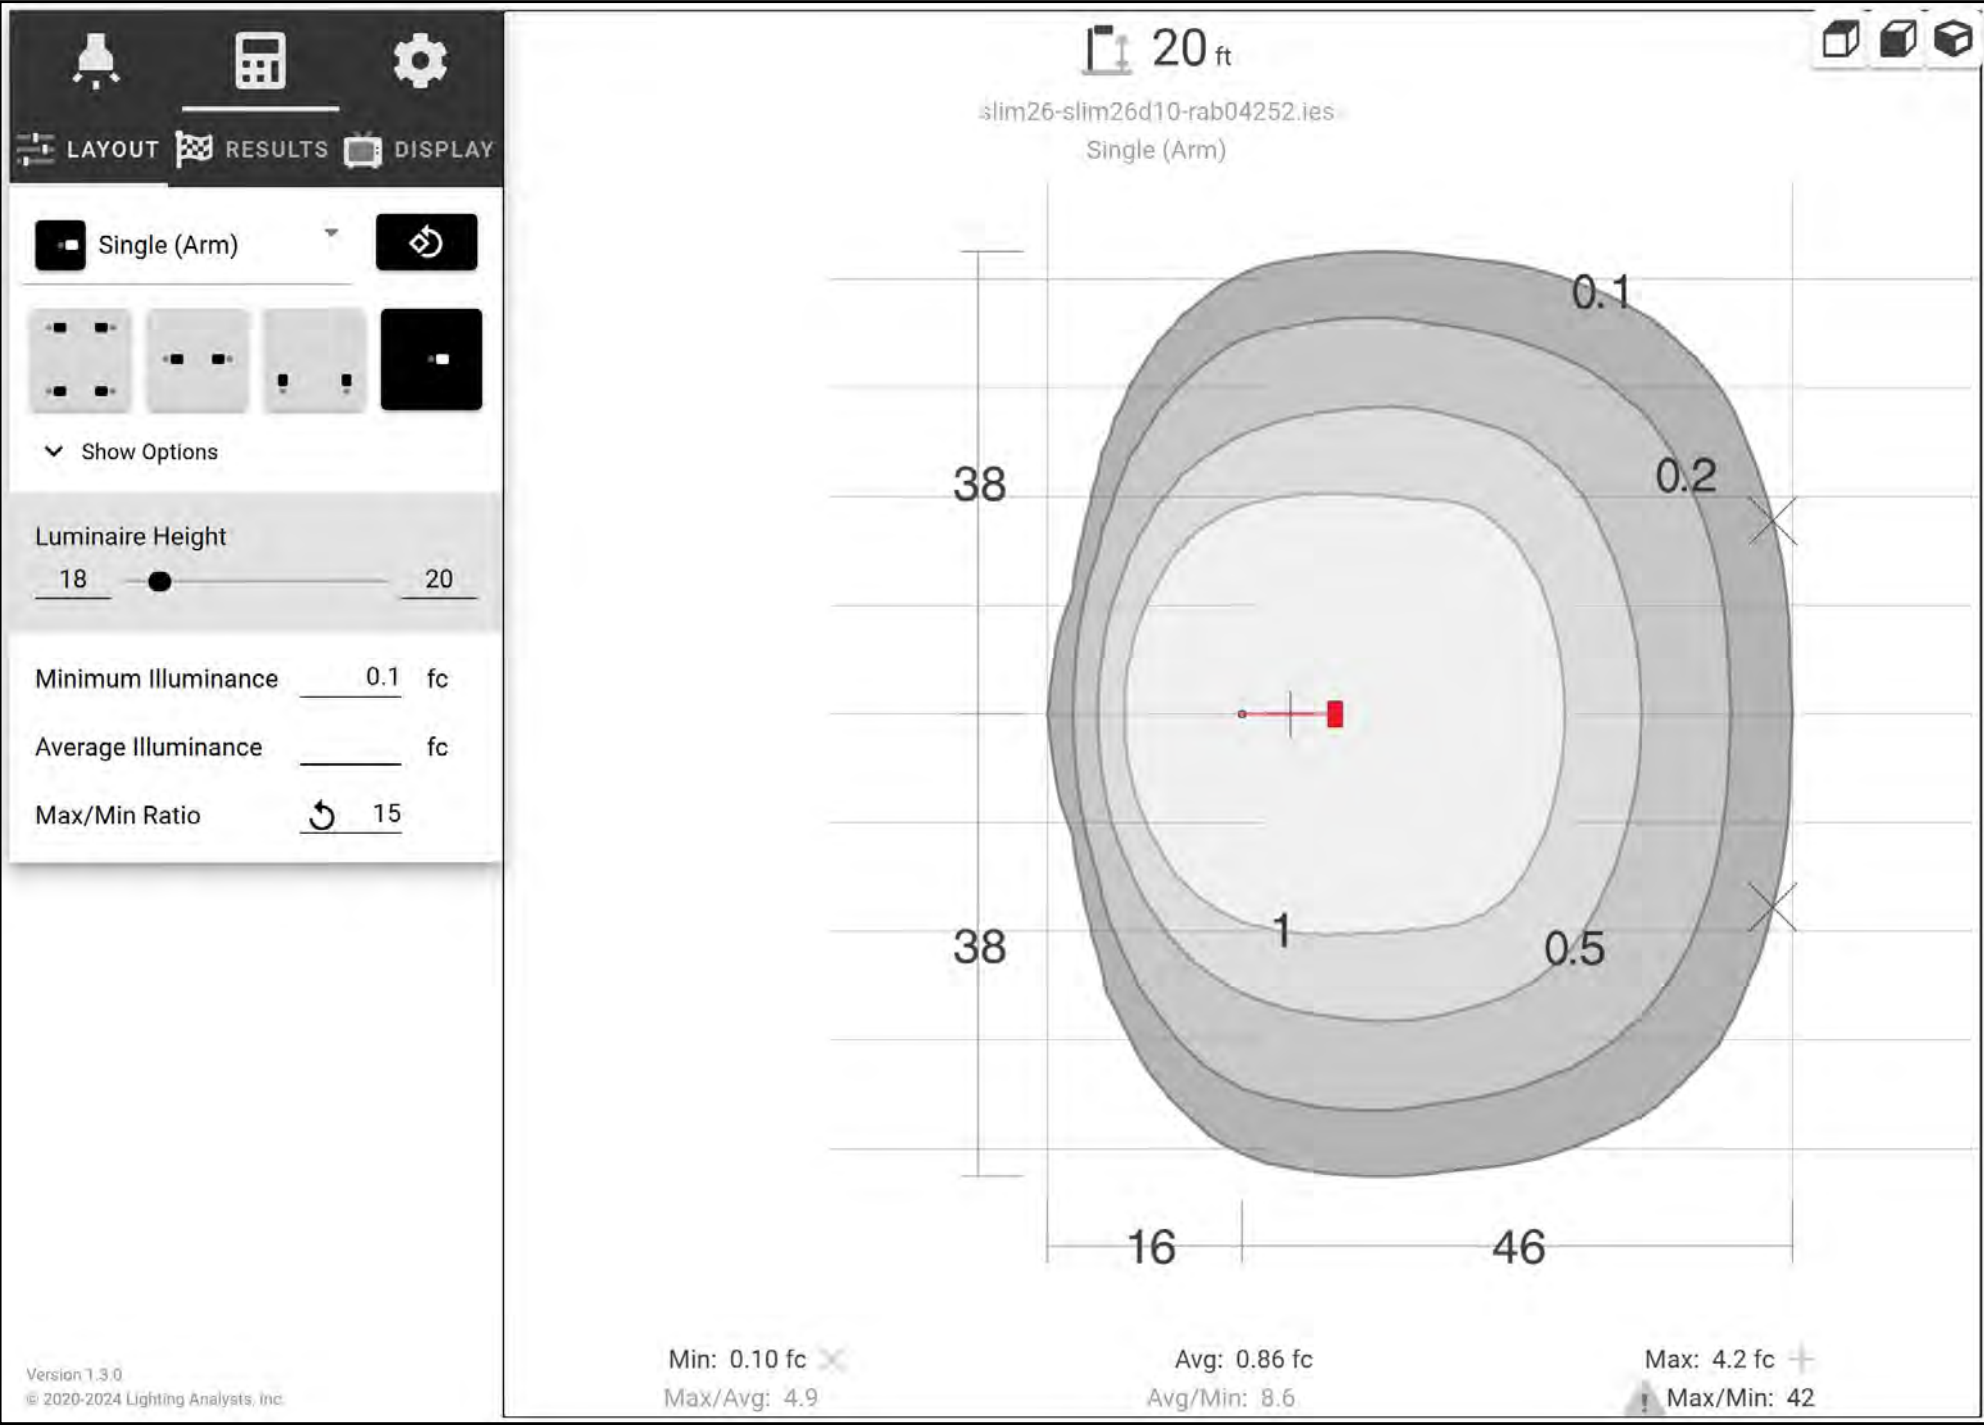 LAYOUT RESULTS DISPLAY
Single (Arm)
Show Options
Luminaire Height
18 20
Minimum Illuminance 0.1 fc
Average Illuminance fc
Max/Min Ratio 15
Version 1.3.0
© 2020-2024 Lighting Analysts, Inc.
20 ft
slim26-slim26d10-rab04252.ies
Single (Arm)
0.1
0.2
38
1
0.5
38
16 46
Min: 0.10 fc Avg: 0.86 fc Max: 4.2 fc
Max/Avg: 4.9 Avg/Min: 8.6 Max/Min: 42